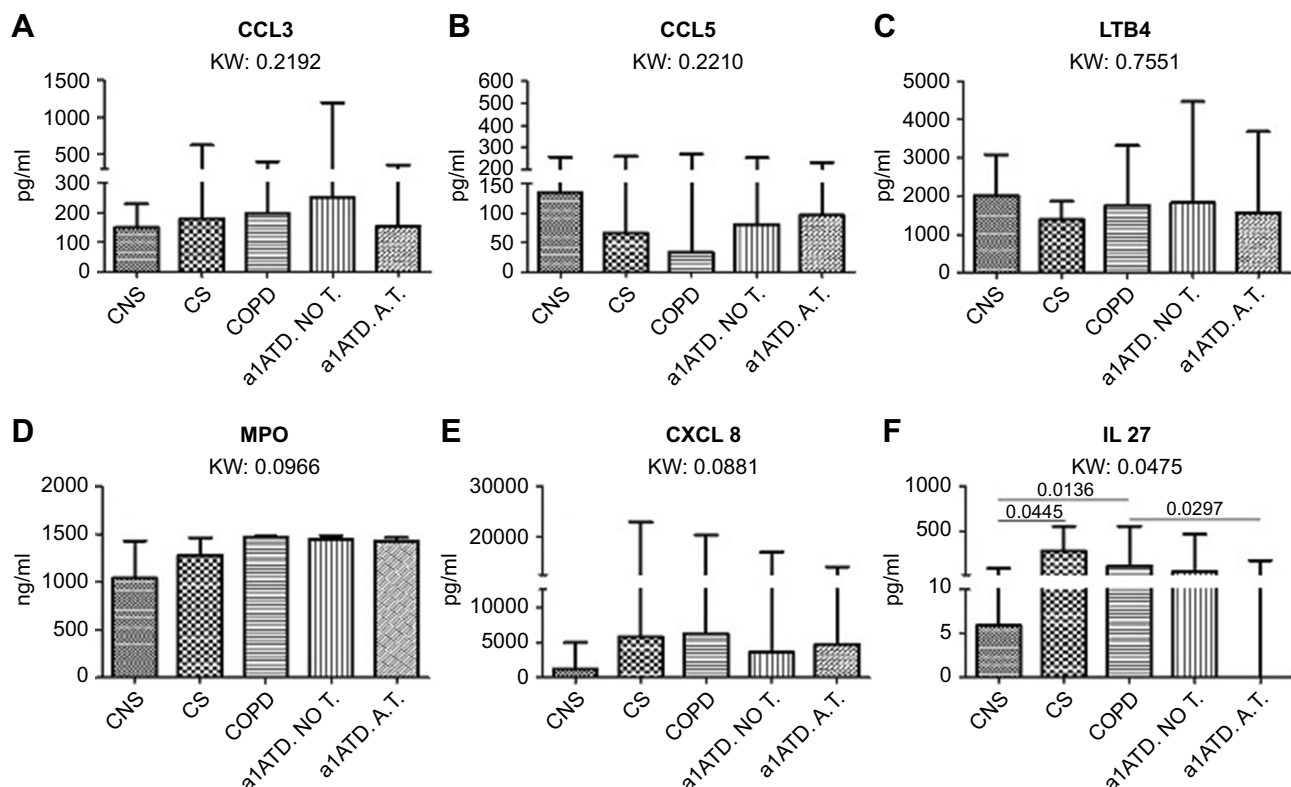 A
CCL3
KW: 0.2192
pg/ml
1500
1000
500
300
200
100
0
CNS
CS
COPD
a1ATD. NO T.
a1ATD. A.T.
B
CCL5
KW: 0.2210
pg/ml
600
500
400
300
200
150
100
50
0
CNS
CS
COPD
a1ATD. NO T.
a1ATD. A.T.
C
LTB4
KW: 0.7551
pg/ml
5000
4000
3000
2000
1000
0
CNS
CS
COPD
a1ATD. NO T.
a1ATD. A.T.
D
MPO
KW: 0.0966
ng/ml
2000
1500
1000
500
0
CNS
CS
COPD
a1ATD. NO T.
a1ATD. A.T.
E
CXCL 8
KW: 0.0881
pg/ml
30000
20000
10000
5000
0
CNS
CS
COPD
a1ATD. NO T.
a1ATD. A.T.
F
IL 27
KW: 0.0475
pg/ml
1000
500
10
5
0
0.0136
0.0445
0.0297
CNS
CS
COPD
a1ATD. NO T.
a1ATD. A.T.